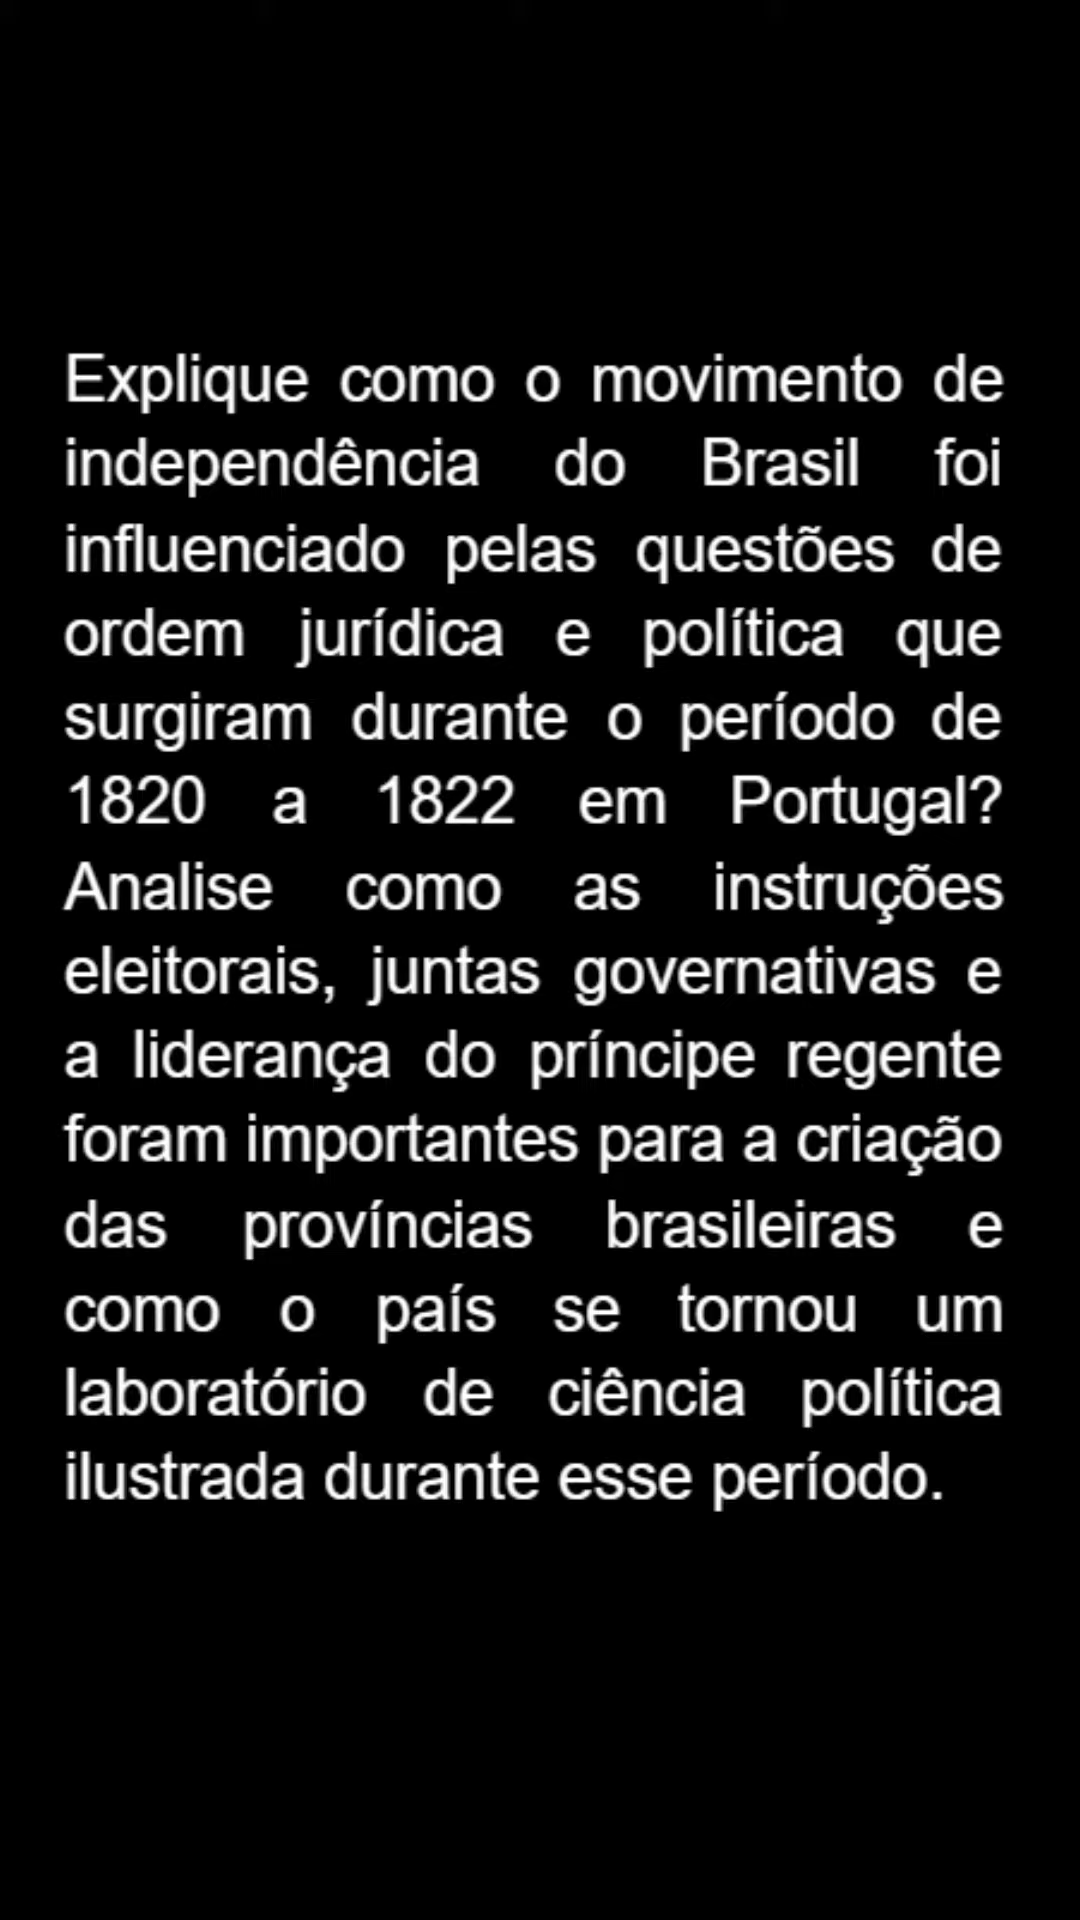 Explique como o movimento de
independência do Brasil foi
influenciado pelas questões de
ordem jurídica e política que
surgiram durante o período de
1820 a 1822 em Portugal?
Analise como as instruções
eleitorais, juntas governativas e
a liderança do príncipe regente
foram importantes para a criação
das províncias brasileiras e
como o país se tornou um
laboratório de ciência política
ilustrada durante esse período.